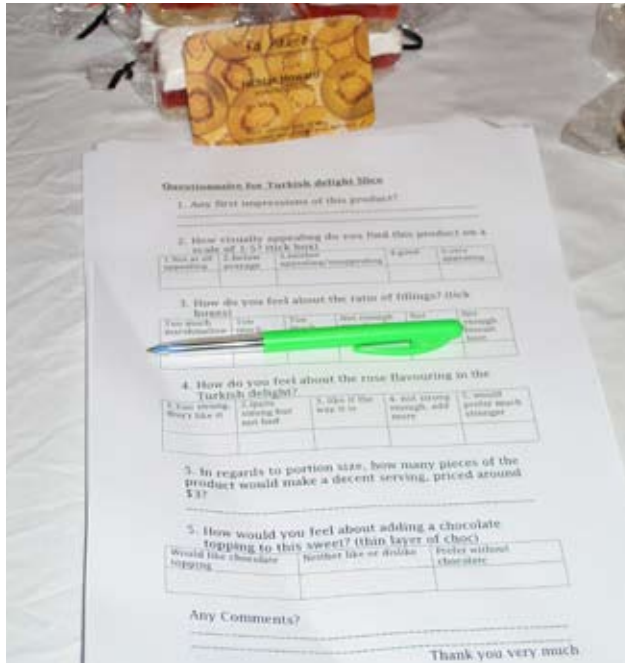 Howard
Questionnaire for Turkish delight Slice
1. Any first impressions of this product?
2. How visually appealing do you find this product on a
scale of 1-5? (tick box)
1.Not at all appealing 2.below average 3.neither appealing/unappealing 4.good 5.very appealing
3. How do you feel about the ratio of fillings? (tick
boxes)
Too much marshmallow Too much Too Not enough Not Not enough biscuit base
4. How do you feel about the rose flavouring in the
Turkish delight?
1.Too strong, don't like it 2.quite strong but not bad 3. like it the way it is 4. not strong enough, add more 5. would prefer much stronger
5. In regards to portion size, how many pieces of the
product would make a decent serving, priced around
$3?
5. How would you feel about adding a chocolate
topping to this sweet? (thin layer of choc)
Would like chocolate topping Neither like or dislike Prefer without chocolate
Any Comments?
Thank you very much